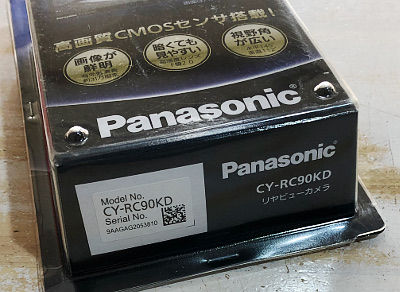 高画質CMOSセンサ搭載!
画像が
鮮明
暗くても
見やすい!
視野角
が広い!
Panasonic
Panasonic
CY-RC90KD
リヤビューカメラ
Model No.
CY-RC90KD
Serial No.
9AAGAG2053810